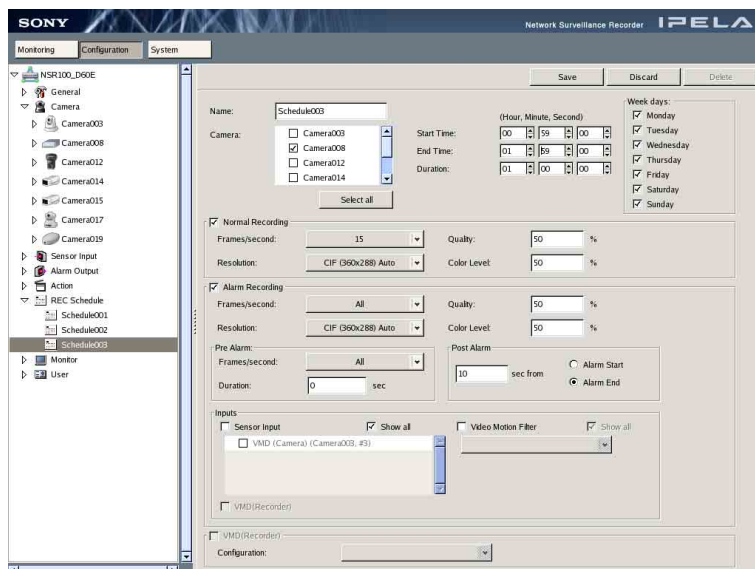 SONY
Network Surveillance Recorder IPELA
Monitoring Configuration System
NSR100_D60E
General
Camera
Camera003
Camera008
Camera012
Camera014
Camera015
Camera017
Camera019
Sensor Input
Alarm Output
Action
REC Schedule
Schedule001
Schedule002
Schedule003
Monitor
User
Save Discard Delete
Name: Schedule003
Camera:
Camera003
Camera008
Camera012
Camera014
Select all
(Hour, Minute, Second)
Start Time: 00 59 00
End Time: 01 59 00
Duration: 01 00 00
Week days:
Monday
Tuesday
Wednesday
Thursday
Friday
Saturday
Sunday
Normal Recording
Frames/second: 15 Quality: 50 %
Resolution: CIF (360x288) Auto Color Level: 50 %
Alarm Recording
Frames/second: All Quality: 50 %
Resolution: CIF (360x288) Auto Color Level: 50 %
Pre Alarm:
Frames/second: All
Duration: 0 sec
Post Alarm
10 sec from
Alarm Start
Alarm End
Inputs
Sensor Input Show all
VMD (Camera) (Camera003, #3)
VMD(Recorder)
Video Motion Filter Show all
VMD(Recorder)
Configuration: